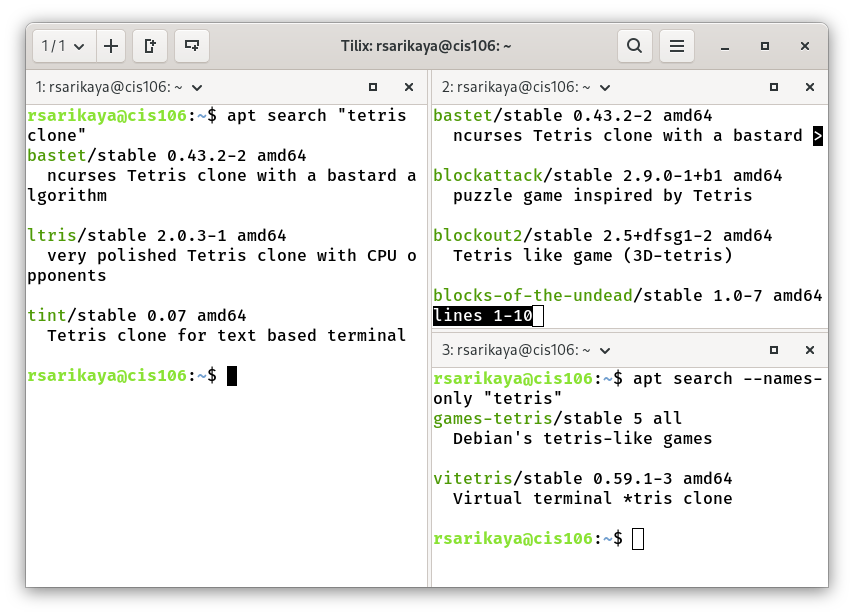 1 / 1
Tilix: rsarikaya@cis106: ~
1: rsarikaya@cis106: ~
rsarikaya@cis106:~$ apt search "tetris
clone"
bastet/stable 0.43.2-2 amd64
ncurses Tetris clone with a bastard a
lgorithm
ltris/stable 2.0.3-1 amd64
very polished Tetris clone with CPU o
pponents
tint/stable 0.07 amd64
Tetris clone for text based terminal
rsarikaya@cis106:~$
2: rsarikaya@cis106: ~
bastet/stable 0.43.2-2 amd64
ncurses Tetris clone with a bastard >
blockattack/stable 2.9.0-1+b1 amd64
puzzle game inspired by Tetris
blockout2/stable 2.5+dfsg1-2 amd64
Tetris like game (3D-tetris)
blocks-of-the-undead/stable 1.0-7 amd64
lines 1-10
3: rsarikaya@cis106: ~
rsarikaya@cis106:~$ apt search --names-
only "tetris"
games-tetris/stable 5 all
Debian's tetris-like games
vitetris/stable 0.59.1-3 amd64
Virtual terminal *tris clone
rsarikaya@cis106:~$